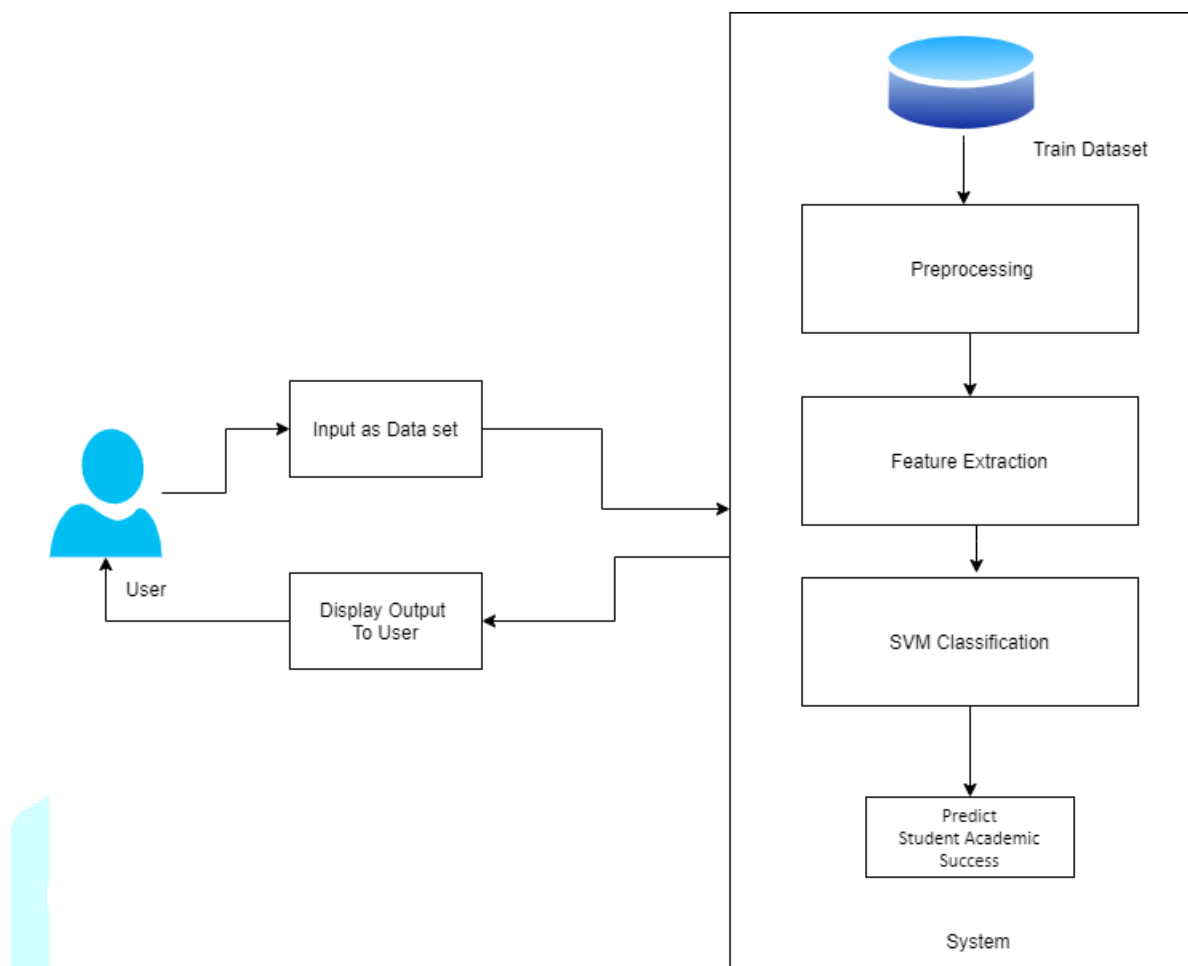 Train Dataset
Preprocessing
Input as Data set
Feature Extraction
User
Display Output
To User
SVM Classification
Predict
Student Academic
Success
System